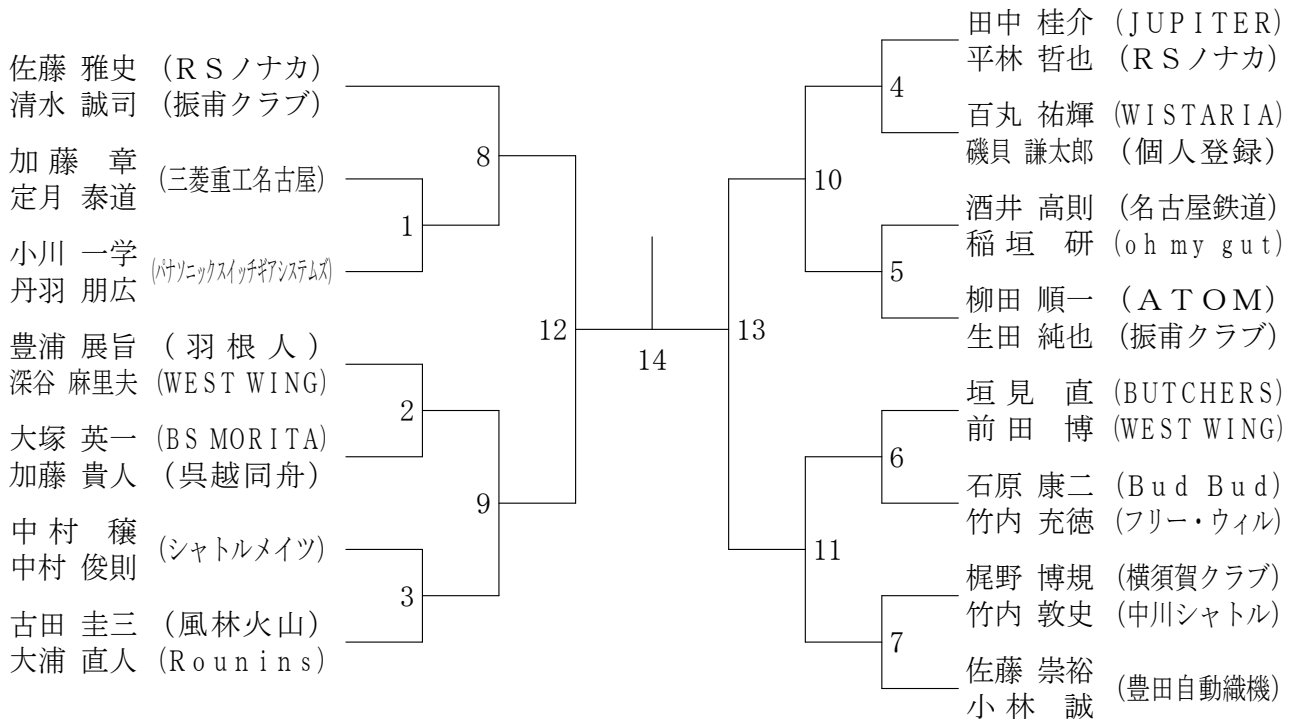 佐藤 雅史 (ＲＳノナカ)
清水 誠司 (振甫クラブ)
加藤 章
定月 泰道
(三菱重工名古屋)
小川 一学
丹羽 朋広
(パナソニックスイッチギアシステムズ)
豊浦 展旨 (羽根人)
深谷 麻里夫 (WEST WING)
大塚 英一 (BS MORITA)
加藤 貴人 (呉越同舟)
中村 穣
中村 俊則
(シャトルメイツ)
古田 圭三 (風林火山)
大浦 直人 (Rounins)
8
1
2
9
3
12
14
13
10
4
5
11
6
7
田中 桂介 (JUPITER)
平林 哲也 (ＲＳノナカ)
百丸 祐輝 (WISTARIA)
磯貝 謙太郎 (個人登録)
酒井 高則 (名古屋鉄道)
稲垣 研 (oh my gut)
柳田 順一 (ＡＴＯＭ)
生田 純也 (振甫クラブ)
垣見 直 (BUTCHERS)
前田 博 (WEST WING)
石原 康二 (Bud Bud)
竹内 充徳 (フリー・ウィル)
梶野 博規 (横須賀クラブ)
竹内 敦史 (中川シャトル)
佐藤 崇裕
小林 誠
(豊田自動織機)